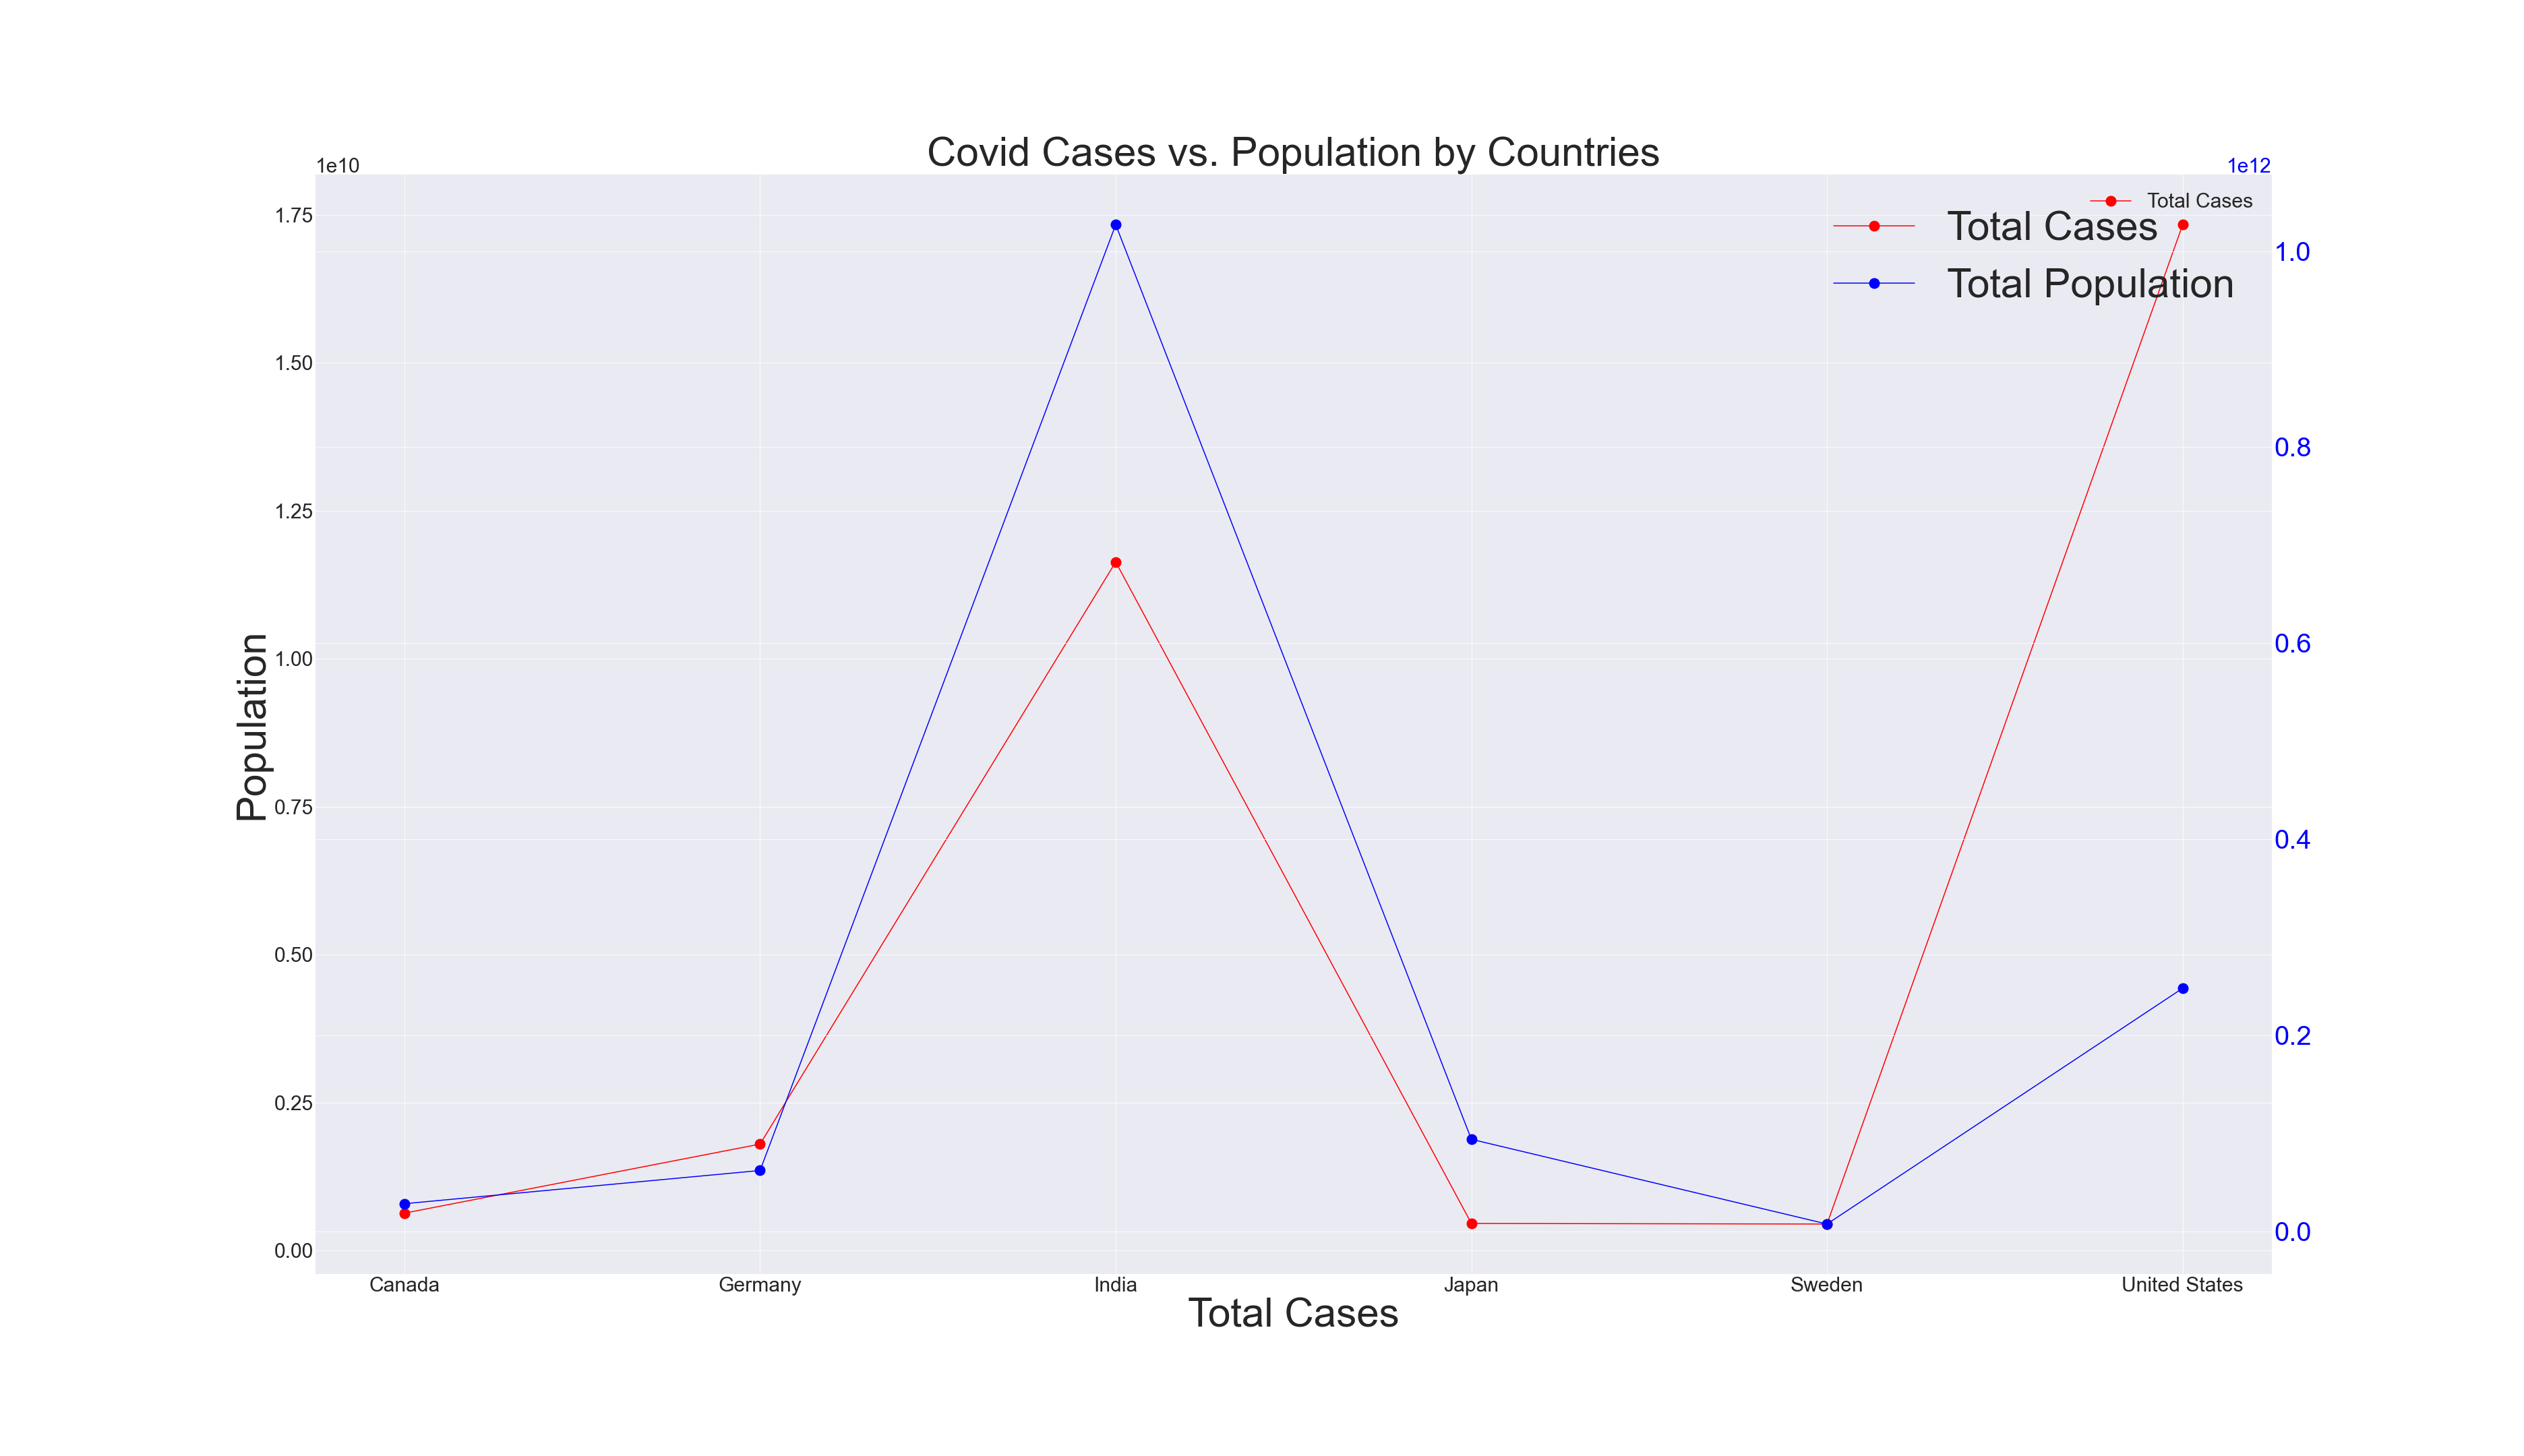 Covid Cases vs. Population by Countries
1e10
1e12
Total Cases
Total Cases
Total Population
1.75
1.50
1.25
1.00
0.75
0.50
0.25
0.00
Population
1.0
0.8
0.6
0.4
0.2
0.0
Canada Germany India Japan Sweden United States
Total Cases